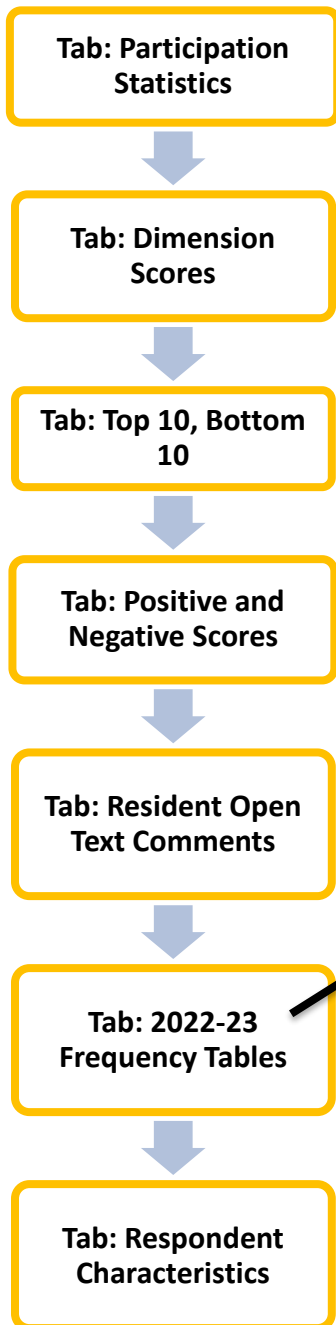 Tab: Participation
Statistics
Tab: Dimension
Scores
Tab: Top 10, Bottom
10
Tab: Positive and
Negative Scores
Tab: Resident Open
Text Comments
Tab: 2022-23
Frequency Tables
Tab: Respondent
Characteristics